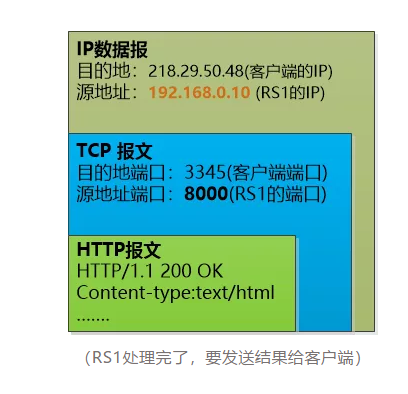 IP数据报
目的地：218.29.50.48(客户端的IP)
源地址：192.168.0.10 (RS1的IP)
TCP 报文
目的地端口：3345(客户端端口)
源地址端口：8000(RS1的端口)
HTTP报文
HTTP/1.1 200 OK
Content-type:text/html
.......
（RS1处理完了，要发送结果给客户端）